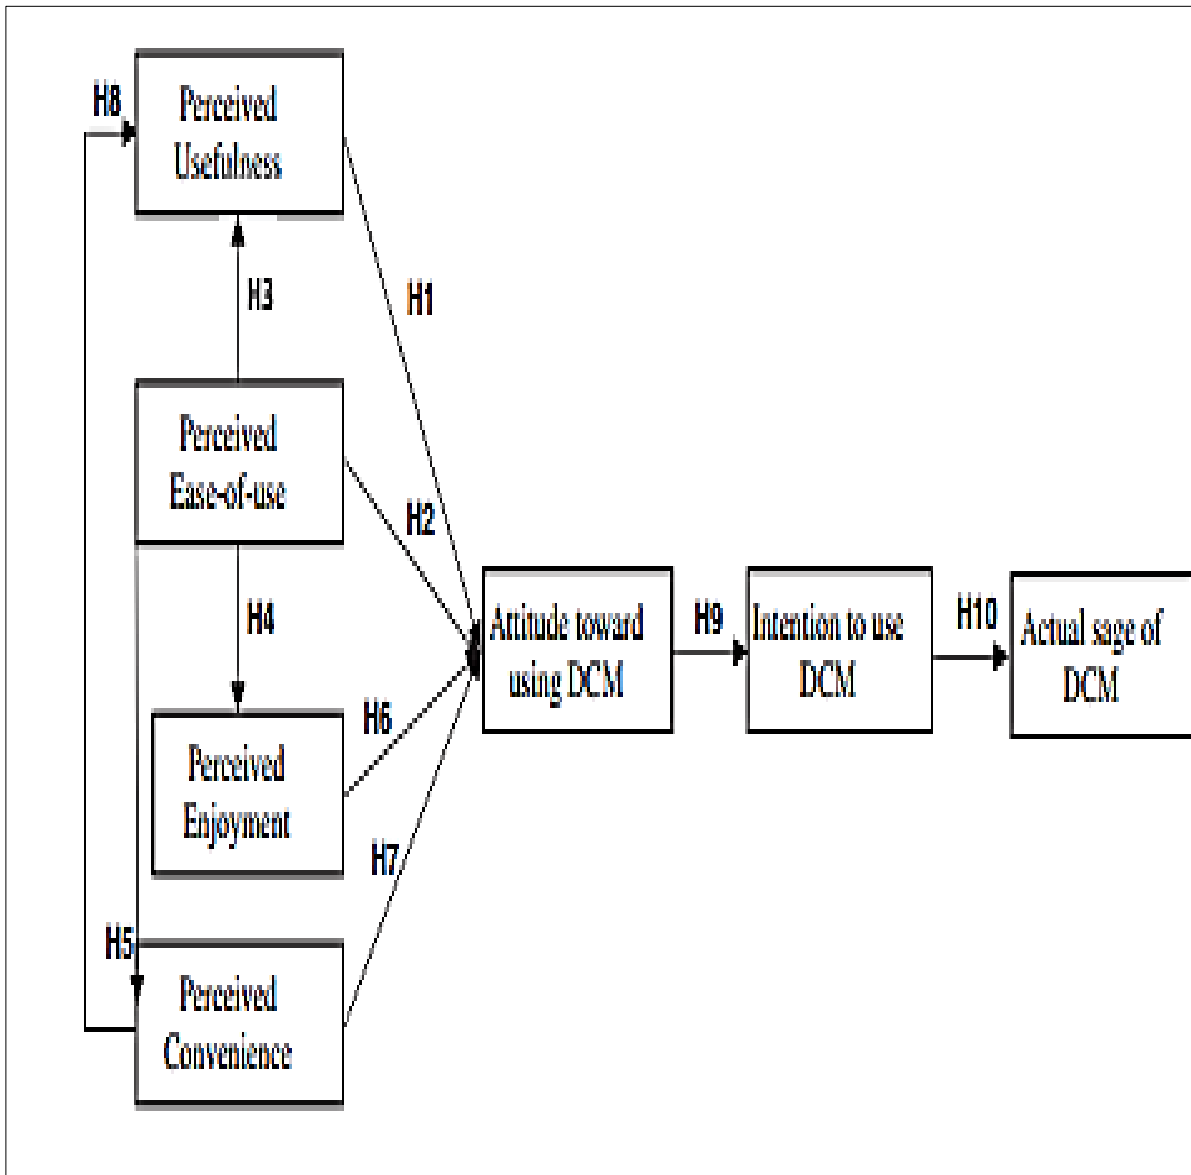 H8
Perceived
Usefulness
H3
H1
Perceived
Ease-of-use
H2
H4
Attitude toward
using DCM
H9
Intention to use
DCM
H10
Actual sage of
DCM
H6
Perceived
Enjoyment
H7
H5
Perceived
Convenience